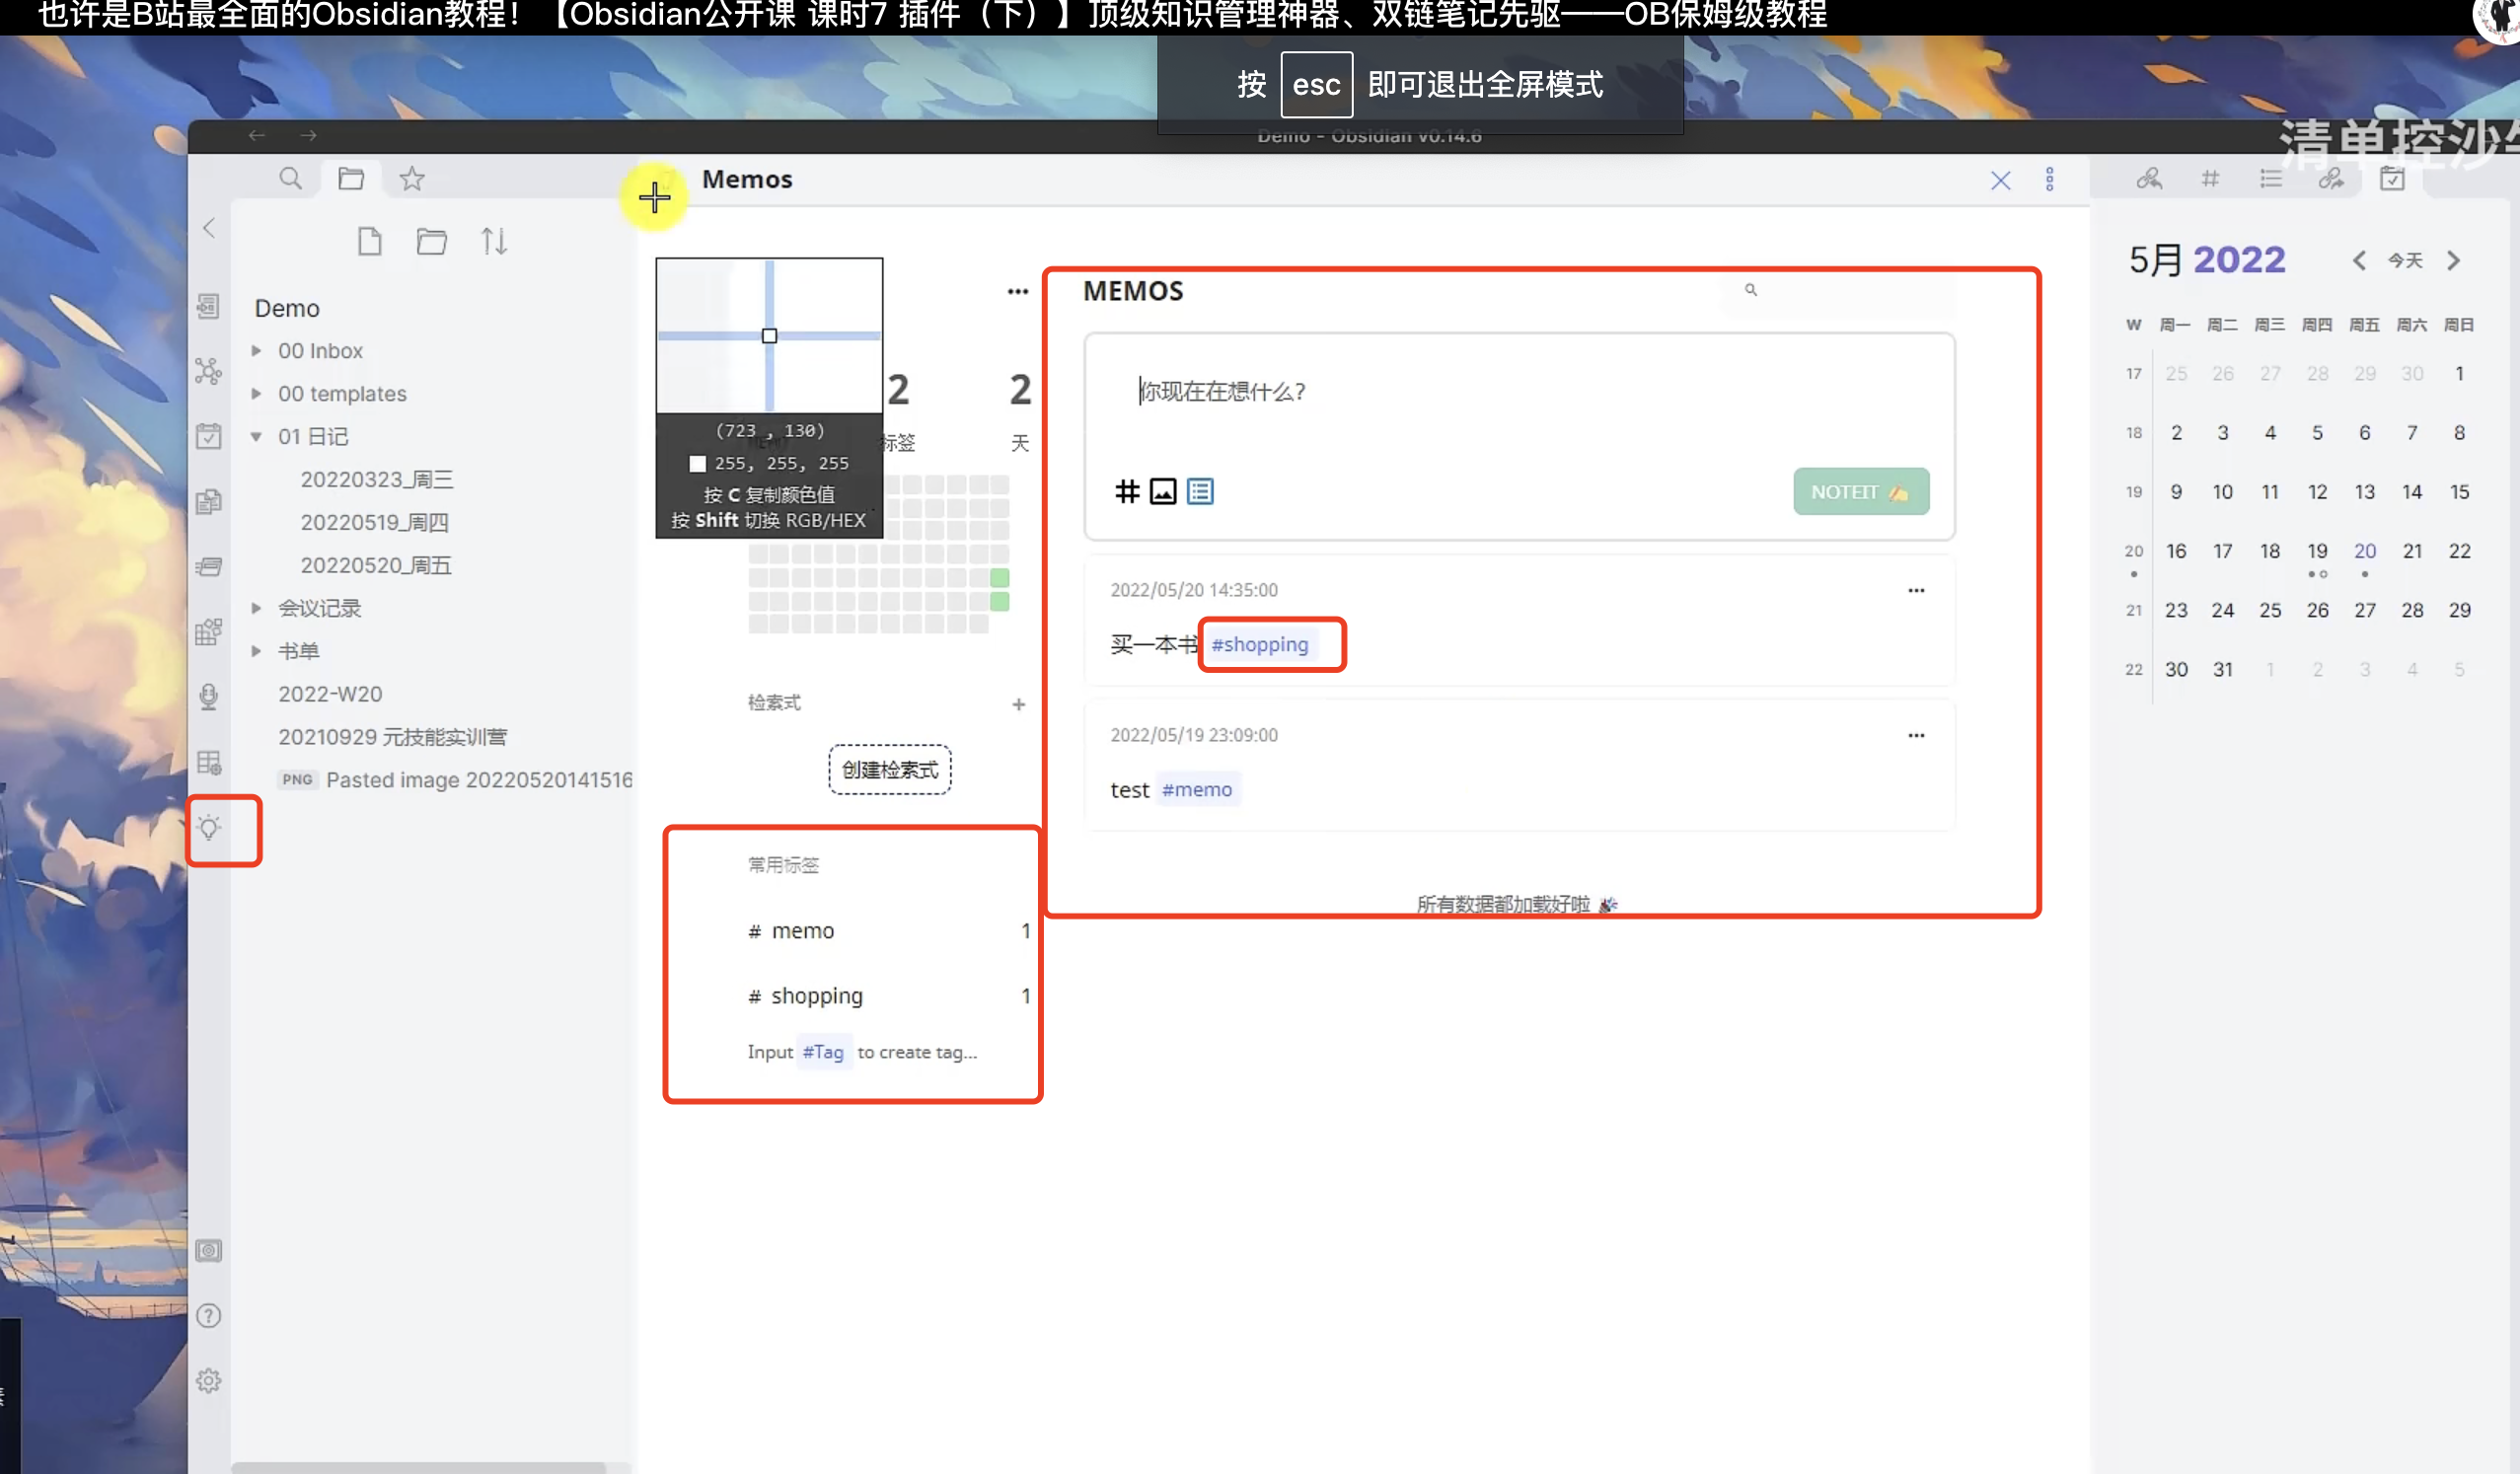 也许是B站最全面的Obsidian教程！【Obsidian公开课 课时7 插件（下）】顶级知识管理神器、双链笔记先驱——OB保姆级教程
按 esc 即可退出全屏模式
Demo - Obsidian v0.14.6
清单控沙
Memos
Demo
00 Inbox
00 templates
01 日记
20220323_周三
20220519_周四
20220520_周五
会议记录
书单
2022-W20
20210929 元技能实训营
PNG Pasted image 20220520141516
(723 , 130)
255, 255, 255
按 C 复制颜色值
按 Shift 切换 RGB/HEX
2
标签
2
天
检索式 +
创建检索式
常用标签
# memo 1
# shopping 1
Input #Tag to create tag...
MEMOS
你现在在想什么?
NOTEIT
2022/05/20 14:35:00
买一本书 #shopping
2022/05/19 23:09:00
test #memo
所有数据都加载好啦
5月 2022 今天
W 周一 周二 周三 周四 周五 周六 周日
17 25 26 27 28 29 30 1
18 2 3 4 5 6 7 8
19 9 10 11 12 13 14 15
20 16 17 18 19 20 21 22
21 23 24 25 26 27 28 29
22 30 31 1 2 3 4 5